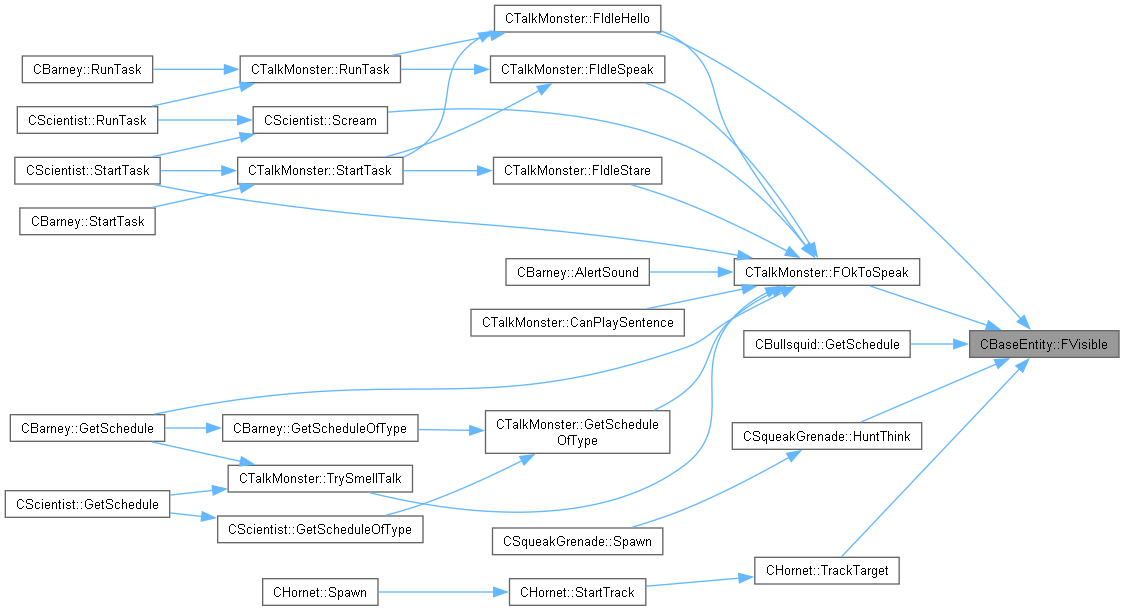 CTalkMonster::FIdleHello
CBarney::RunTask
CTalkMonster::RunTask
CTalkMonster::FIdleSpeak
CScientist::RunTask
CScientist::Scream
CScientist::StartTask
CTalkMonster::StartTask
CTalkMonster::FIdleStare
CBarney::StartTask
CBarney::AlertSound
CTalkMonster::FOkToSpeak
CTalkMonster::CanPlaySentence
CBullsquid::GetSchedule
CBaseEntity::FVisible
CBarney::GetSchedule
CBarney::GetScheduleOfType
CTalkMonster::GetSchedule
OfType
CSqueakGrenade::HuntThink
CTalkMonster::TrySmellTalk
CScientist::GetSchedule
CScientist::GetScheduleOfType
CSqueakGrenade::Spawn
CHornet::TrackTarget
CHornet::Spawn
CHornet::StartTrack